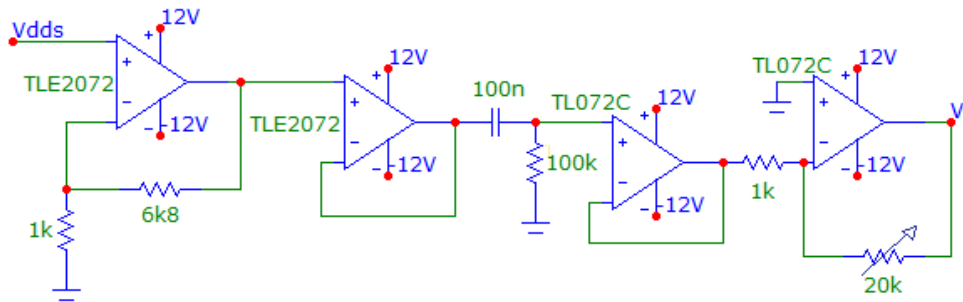 Vdds
12V
+
+
-
TLE2072
-
-12V
6k8
1k
12V
+
+
-
TLE2072
-
-12V
100n
100k
TL072C
12V
+
+
-
-
-12V
1k
TL072C
12V
+
+
-
-
-12V
V
20k